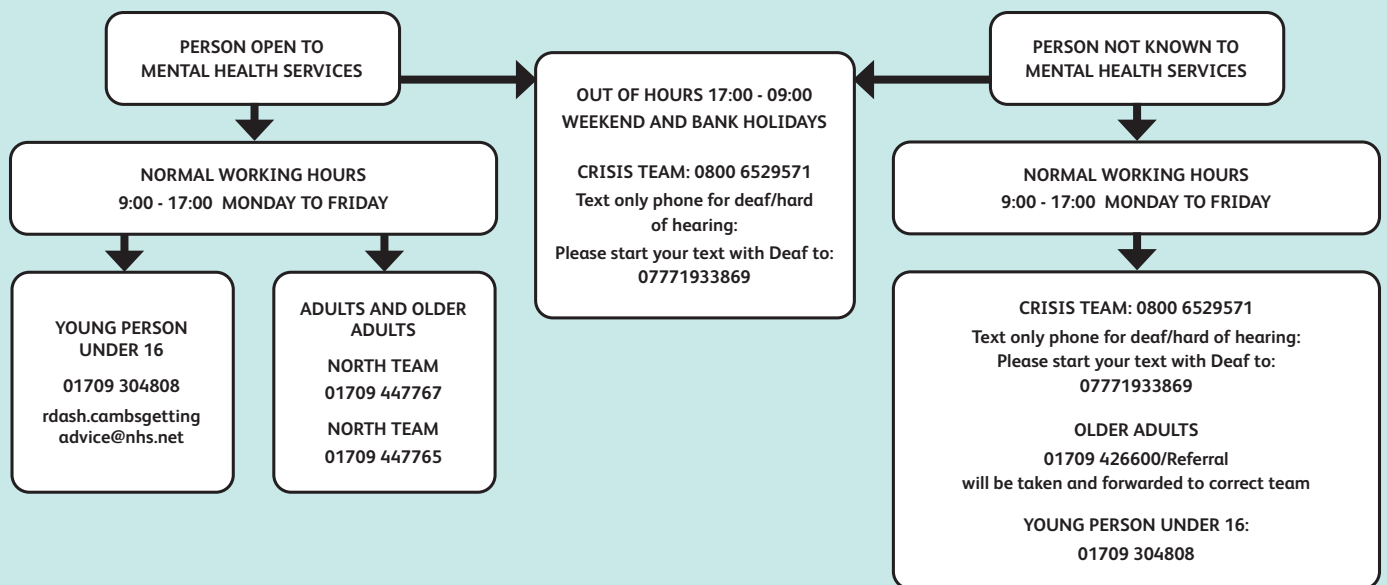 PERSON OPEN TO
MENTAL HEALTH SERVICES
NORMAL WORKING HOURS
9:00 - 17:00 MONDAY TO FRIDAY
YOUNG PERSON
UNDER 16
01709 304808
rdash.cambsgetting
advice@nhs.net
ADULTS AND OLDER
ADULTS
NORTH TEAM
01709 447767
NORTH TEAM
01709 447765
OUT OF HOURS 17:00 - 09:00
WEEKEND AND BANK HOLIDAYS
CRISIS TEAM: 0800 6529571
Text only phone for deaf/hard
of hearing:
Please start your text with Deaf to:
07771933869
PERSON NOT KNOWN TO
MENTAL HEALTH SERVICES
NORMAL WORKING HOURS
9:00 - 17:00 MONDAY TO FRIDAY
CRISIS TEAM: 0800 6529571
Text only phone for deaf/hard of hearing:
Please start your text with Deaf to:
07771933869
OLDER ADULTS
01709 426600/Referral
will be taken and forwarded to correct team
YOUNG PERSON UNDER 16:
01709 304808